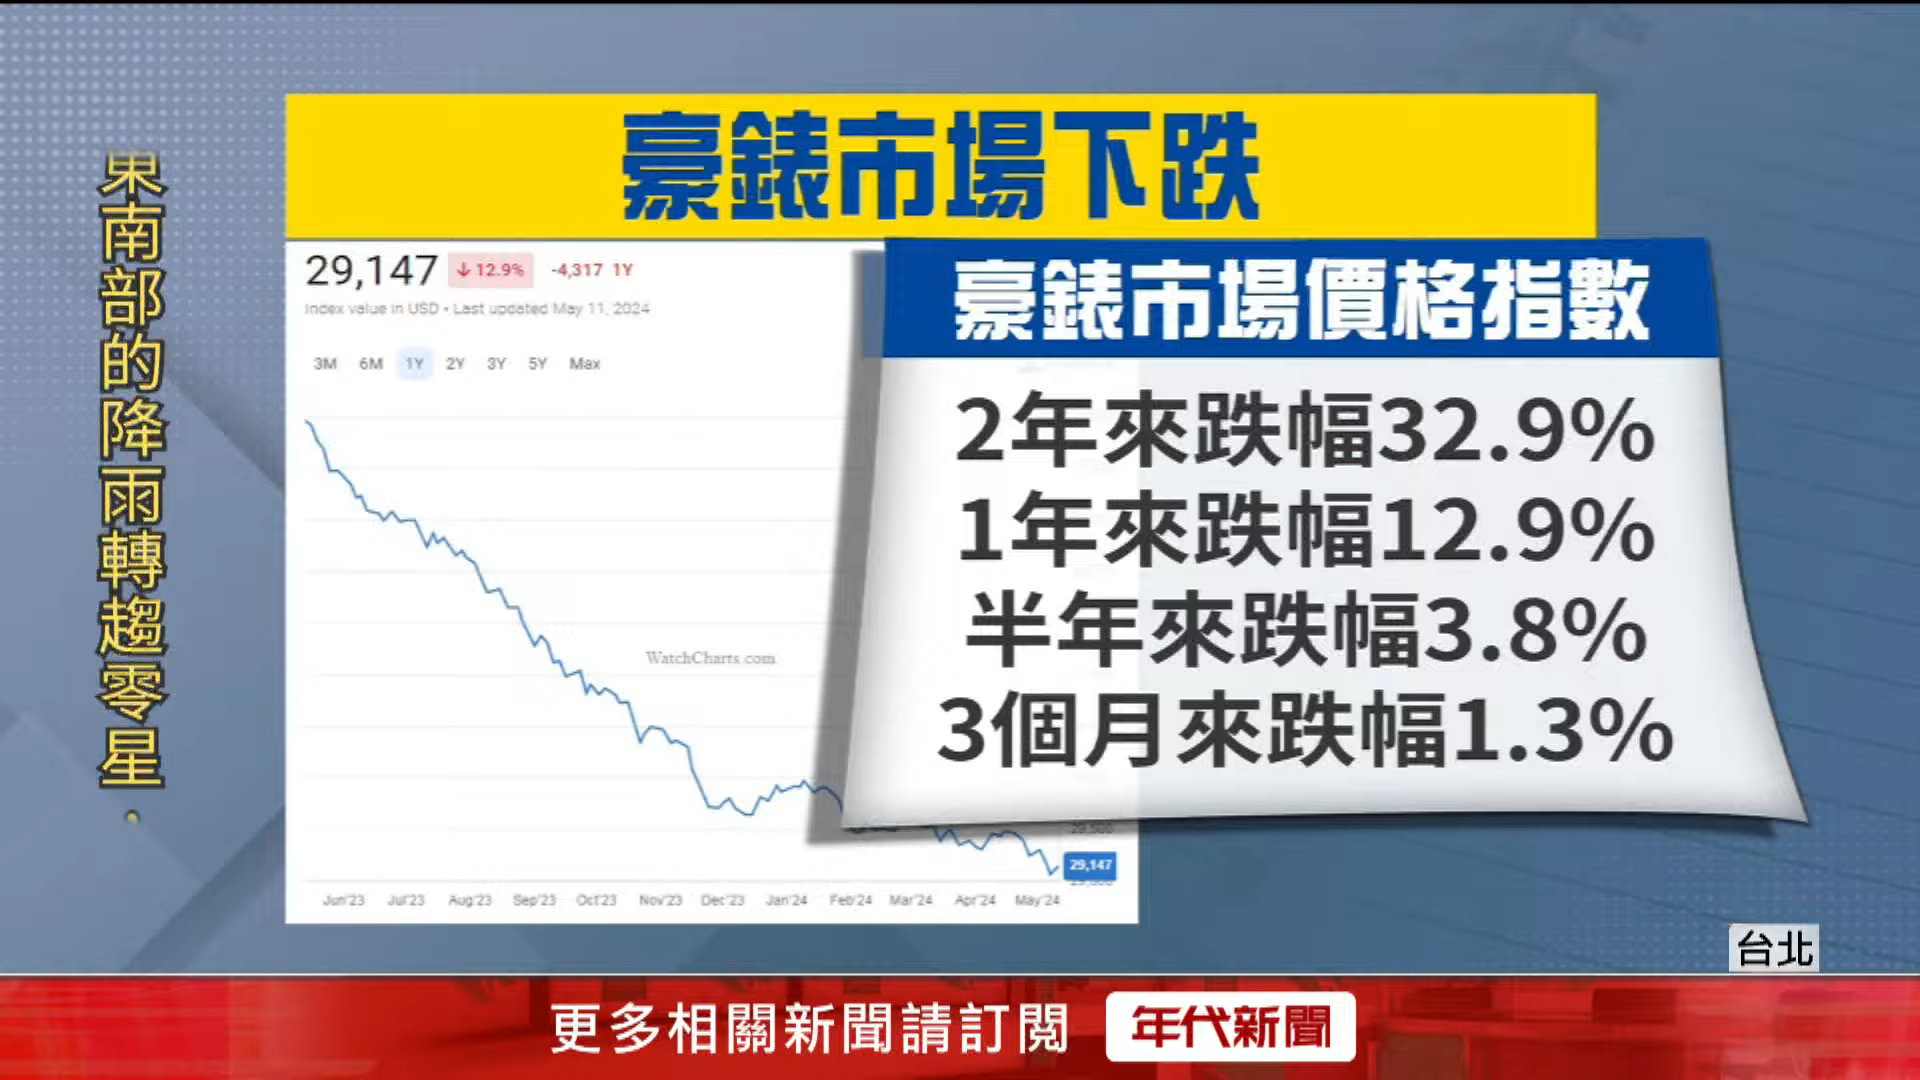 豪錶市場下跌
東南部的降雨轉趨零星.
29,147 ↓12.9% -4,317 1Y
Index value in USD • Last updated May 11, 2024
3M 6M 1Y 2Y 3Y 5Y Max
WatchCharts.com
29,147
Jun'23 Jul'23 Aug'23 Sep'23 Oct'23 Nov'23 Dec'23 Jan'24 Feb'24 Mar'24 Apr'24 May'24
豪錶市場價格指數
2年來跌幅32.9%
1年來跌幅12.9%
半年來跌幅3.8%
3個月來跌幅1.3%
台北
更多相關新聞請訂閱 年代新聞